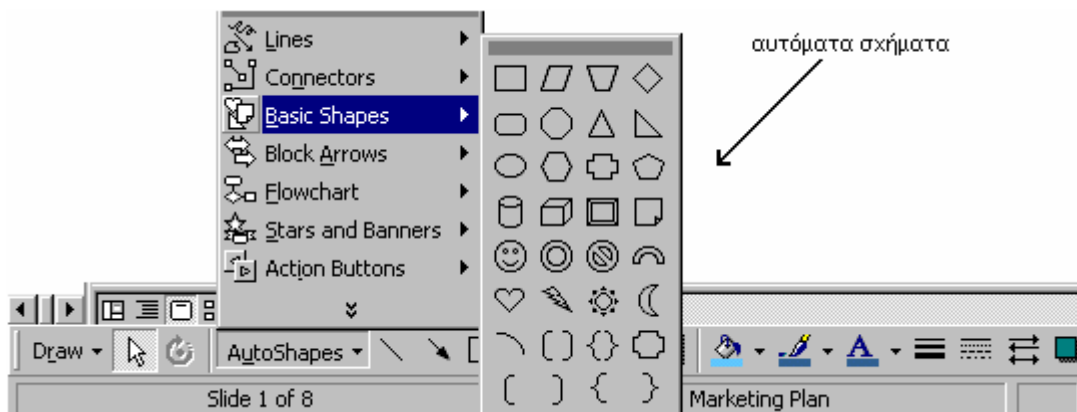 Lines
Connectors
Basic Shapes
Block Arrows
Flowchart
Stars and Banners
Action Buttons
αυτόματα σχήματα
Draw
AutoShapes
A
Slide 1 of 8
Marketing Plan